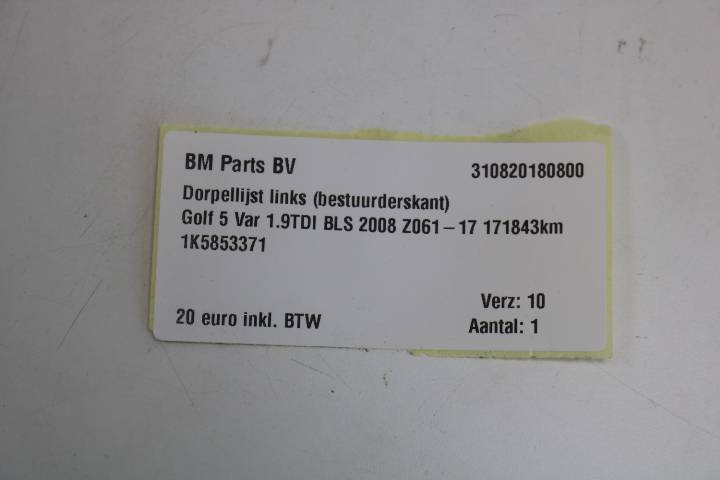 BM Parts BV 310820180800
Dorpellijst links (bestuurderskant)
Golf 5 Var 1.9TDI BLS 2008 Z061-17 171843km
1K5853371
Verz: 10
20 euro inkl. BTW Aantal: 1